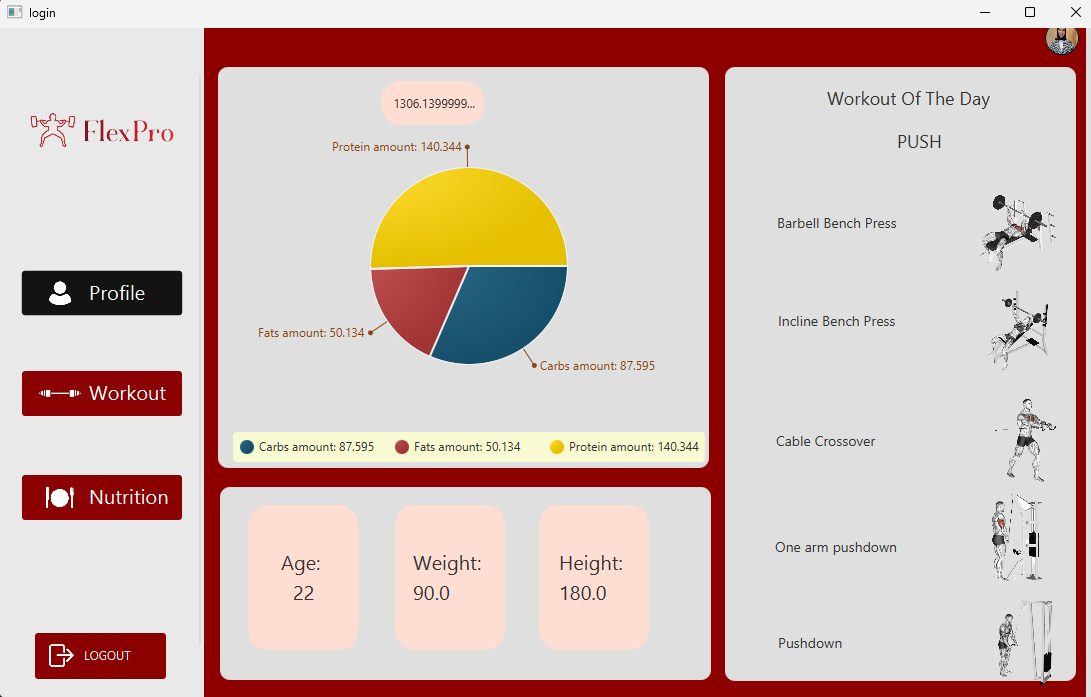 login
FlexPro
Profile
Workout
Nutrition
LOGOUT
1306.1399999...
Protein amount: 140.344
Fats amount: 50.134
Carbs amount: 87.595
Carbs amount: 87.595 Fats amount: 50.134 Protein amount: 140.344
Age:
22
Weight:
90.0
Height:
180.0
Workout Of The Day
PUSH
Barbell Bench Press
Incline Bench Press
Cable Crossover
One arm pushdown
Pushdown